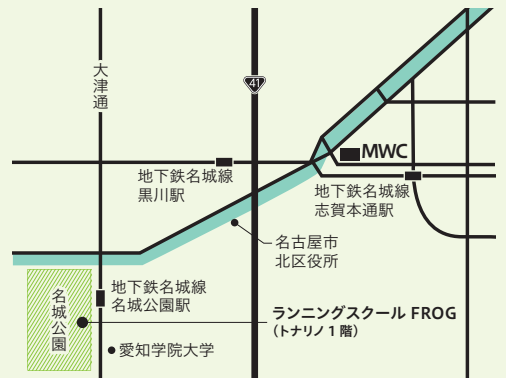 大津通
41
MWC
地下鉄名城線
黒川駅
地下鉄名城線
志賀本通駅
名古屋市
北区役所
地下鉄名城線
名城公園駅
名城公園
ランニングスクール FROG
（トナリノ 1 階）
愛知学院大学